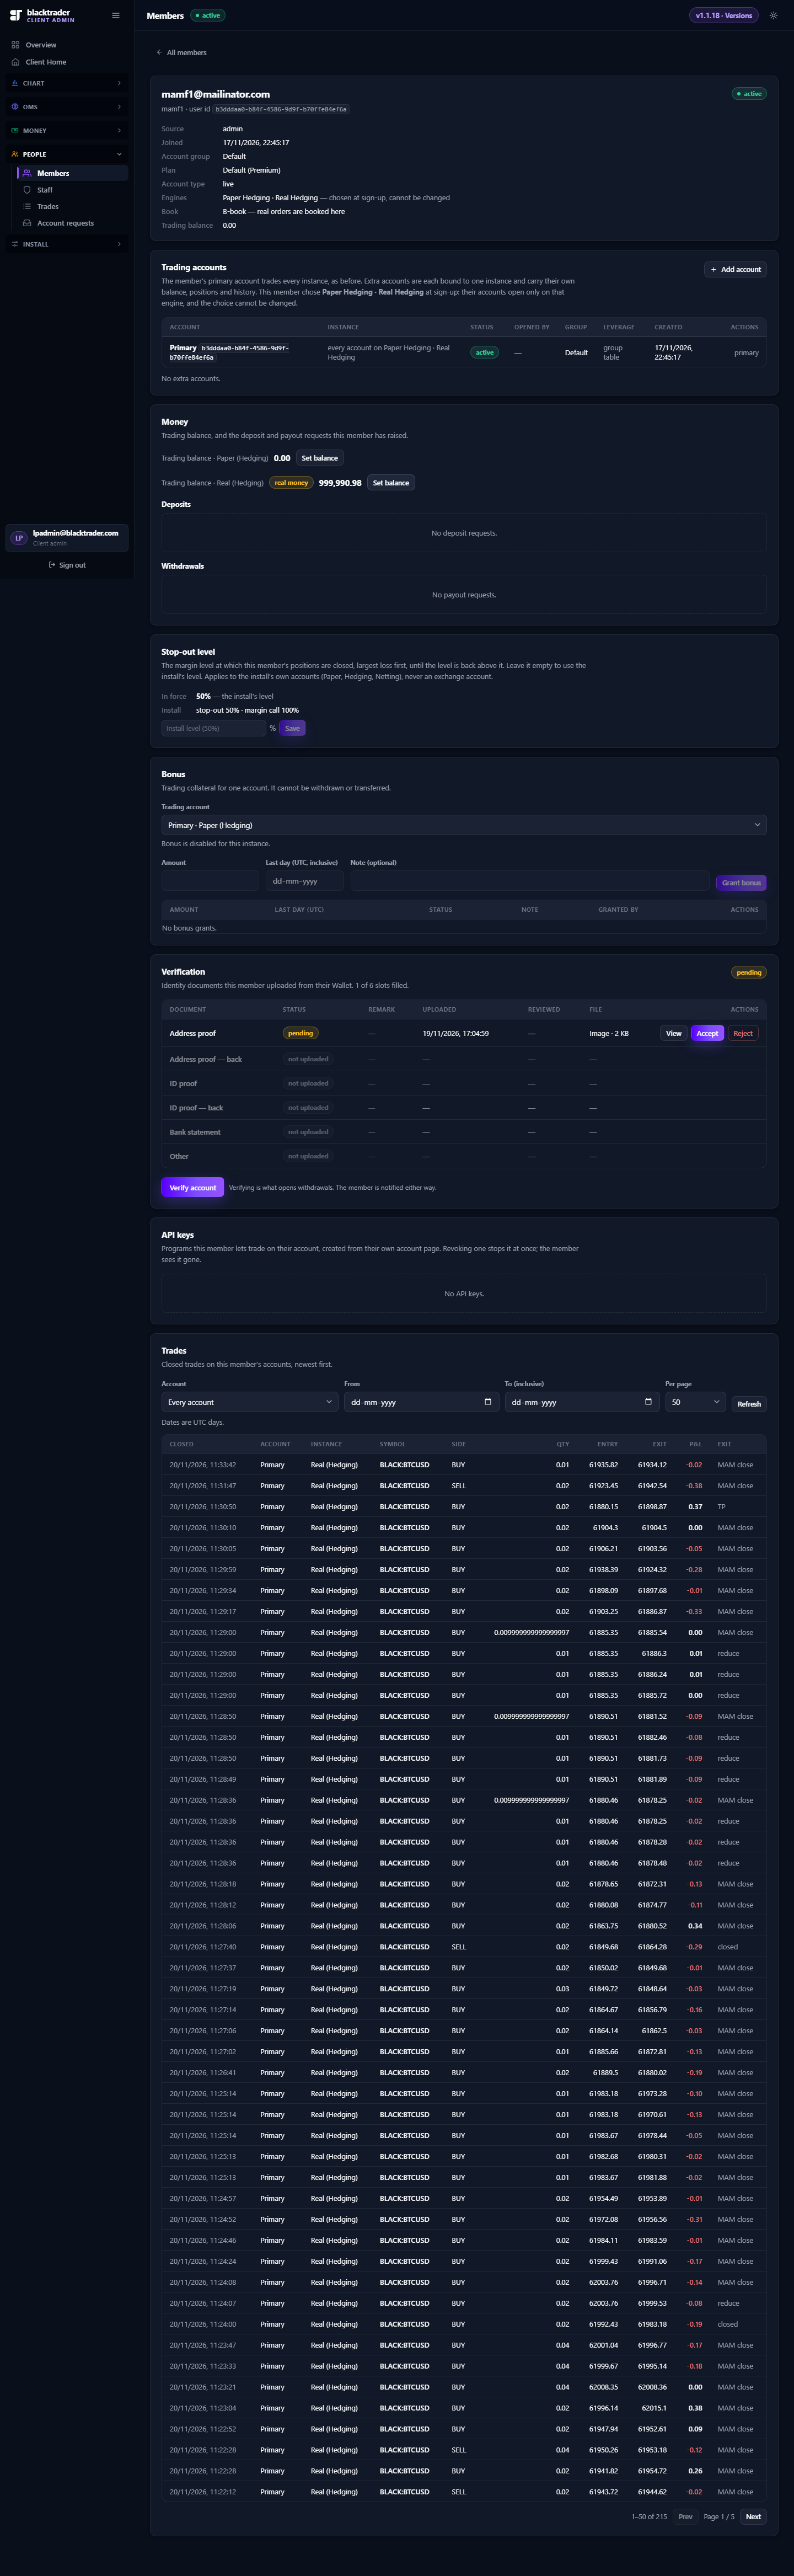 blacktrader
CLIENT ADMIN
Overview
Client Home
CHART
OMS
MONEY
PEOPLE
Members
Staff
Trades
Account requests
INSTALL
LP
lpadmin@blacktrader.com
Client admin
Sign out
Members
active
v1.1.18 · Versions
All members
mamf1@mailinator.com
active
mamf1 · user id b3dddaa0-b84f-4586-9d9f-b70ffe84ef6a
Source admin
Joined 17/11/2026, 22:45:17
Account group Default
Plan Default (Premium)
Account type live
Engines Paper Hedging · Real Hedging — chosen at sign-up, cannot be changed
Book B-book — real orders are booked here
Trading balance 0.00
Trading accounts
Add account
The member's primary account trades every instance, as before. Extra accounts are each bound to one instance and carry their own
balance, positions and history. This member chose Paper Hedging · Real Hedging at sign-up: their accounts open only on that
engine, and the choice cannot be changed.
ACCOUNT INSTANCE STATUS OPENED BY GROUP LEVERAGE CREATED ACTIONS
Primary b3dddaa0-b84f-4586-9d9f-b70ffe84ef6a every account on Paper Hedging · Real Hedging active — Default group table 17/11/2026, 22:45:17 primary
No extra accounts.
Money
Trading balance, and the deposit and payout requests this member has raised.
Trading balance · Paper (Hedging) 0.00 Set balance
Trading balance · Real (Hedging) real money 999,990.98 Set balance
Deposits
No deposit requests.
Withdrawals
No payout requests.
Stop-out level
The margin level at which this member's positions are closed, largest loss first, until the level is back above it. Leave it empty to use the
install's level. Applies to the install's own accounts (Paper, Hedging, Netting), never an exchange account.
In force 50% — the install's level
Install stop-out 50% · margin call 100%
install level (50%) % Save
Bonus
Trading collateral for one account. It cannot be withdrawn or transferred.
Trading account
Primary · Paper (Hedging)
Bonus is disabled for this instance.
Amount Last day (UTC, inclusive) Note (optional)
dd-mm-yyyy Grant bonus
AMOUNT LAST DAY (UTC) STATUS NOTE GRANTED BY ACTIONS
No bonus grants.
Verification
pending
Identity documents this member uploaded from their Wallet. 1 of 6 slots filled.
DOCUMENT STATUS REMARK UPLOADED REVIEWED FILE ACTIONS
Address proof pending — 19/11/2026, 17:04:59 — Image · 2 KB View Accept Reject
Address proof — back not uploaded — — — —
ID proof not uploaded — — — —
ID proof — back not uploaded — — — —
Bank statement not uploaded — — — —
Other not uploaded — — — —
Verify account Verifying is what opens withdrawals. The member is notified either way.
API keys
Programs this member lets trade on their account, created from their own account page. Revoking one stops it at once; the member
sees it gone.
No API keys.
Trades
Closed trades on this member's accounts, newest first.
Account From To (inclusive) Per page
Every account dd-mm-yyyy dd-mm-yyyy 50 Refresh
Dates are UTC days.
CLOSED ACCOUNT INSTANCE SYMBOL SIDE QTY ENTRY EXIT P&L EXIT
20/11/2026, 11:33:42 Primary Real (Hedging) BLACK:BTCUSD BUY 0.01 61935.82 61934.12 -0.02 MAM close
20/11/2026, 11:31:47 Primary Real (Hedging) BLACK:BTCUSD SELL 0.02 61923.45 61942.54 -0.38 MAM close
20/11/2026, 11:30:50 Primary Real (Hedging) BLACK:BTCUSD BUY 0.02 61880.15 61898.87 0.37 TP
20/11/2026, 11:30:10 Primary Real (Hedging) BLACK:BTCUSD BUY 0.02 61904.3 61904.5 0.00 MAM close
20/11/2026, 11:30:05 Primary Real (Hedging) BLACK:BTCUSD BUY 0.02 61906.21 61903.56 -0.05 MAM close
20/11/2026, 11:29:59 Primary Real (Hedging) BLACK:BTCUSD BUY 0.02 61938.39 61924.32 -0.28 MAM close
20/11/2026, 11:29:34 Primary Real (Hedging) BLACK:BTCUSD BUY 0.02 61898.09 61897.68 -0.01 MAM close
20/11/2026, 11:29:17 Primary Real (Hedging) BLACK:BTCUSD BUY 0.02 61903.25 61886.87 -0.33 MAM close
20/11/2026, 11:29:00 Primary Real (Hedging) BLACK:BTCUSD BUY 0.009999999999999997 61885.35 61885.54 0.00 MAM close
20/11/2026, 11:29:00 Primary Real (Hedging) BLACK:BTCUSD BUY 0.01 61885.35 61886.3 0.01 reduce
20/11/2026, 11:29:00 Primary Real (Hedging) BLACK:BTCUSD BUY 0.01 61885.35 61886.24 0.01 reduce
20/11/2026, 11:29:00 Primary Real (Hedging) BLACK:BTCUSD BUY 0.01 61885.35 61885.72 0.00 reduce
20/11/2026, 11:28:50 Primary Real (Hedging) BLACK:BTCUSD BUY 0.009999999999999997 61890.51 61881.52 -0.09 MAM close
20/11/2026, 11:28:50 Primary Real (Hedging) BLACK:BTCUSD BUY 0.01 61890.51 61882.46 -0.08 reduce
20/11/2026, 11:28:50 Primary Real (Hedging) BLACK:BTCUSD BUY 0.01 61890.51 61881.73 -0.09 reduce
20/11/2026, 11:28:49 Primary Real (Hedging) BLACK:BTCUSD BUY 0.01 61890.51 61881.89 -0.09 reduce
20/11/2026, 11:28:36 Primary Real (Hedging) BLACK:BTCUSD BUY 0.009999999999999997 61880.46 61878.25 -0.02 MAM close
20/11/2026, 11:28:36 Primary Real (Hedging) BLACK:BTCUSD BUY 0.01 61880.46 61878.25 -0.02 reduce
20/11/2026, 11:28:36 Primary Real (Hedging) BLACK:BTCUSD BUY 0.01 61880.46 61878.28 -0.02 reduce
20/11/2026, 11:28:36 Primary Real (Hedging) BLACK:BTCUSD BUY 0.01 61880.46 61878.48 -0.02 reduce
20/11/2026, 11:28:18 Primary Real (Hedging) BLACK:BTCUSD BUY 0.02 61878.65 61872.31 -0.13 MAM close
20/11/2026, 11:28:12 Primary Real (Hedging) BLACK:BTCUSD BUY 0.02 61880.08 61874.77 -0.11 MAM close
20/11/2026, 11:28:06 Primary Real (Hedging) BLACK:BTCUSD BUY 0.02 61863.75 61880.52 0.34 MAM close
20/11/2026, 11:27:40 Primary Real (Hedging) BLACK:BTCUSD SELL 0.02 61849.68 61864.28 -0.29 closed
20/11/2026, 11:27:37 Primary Real (Hedging) BLACK:BTCUSD BUY 0.02 61850.02 61849.68 -0.01 MAM close
20/11/2026, 11:27:19 Primary Real (Hedging) BLACK:BTCUSD BUY 0.03 61849.72 61848.64 -0.03 MAM close
20/11/2026, 11:27:14 Primary Real (Hedging) BLACK:BTCUSD BUY 0.02 61864.67 61856.79 -0.16 MAM close
20/11/2026, 11:27:06 Primary Real (Hedging) BLACK:BTCUSD BUY 0.02 61864.14 61862.5 -0.03 MAM close
20/11/2026, 11:27:02 Primary Real (Hedging) BLACK:BTCUSD BUY 0.01 61885.66 61872.81 -0.13 MAM close
20/11/2026, 11:26:41 Primary Real (Hedging) BLACK:BTCUSD BUY 0.02 61889.5 61880.02 -0.19 MAM close
20/11/2026, 11:25:14 Primary Real (Hedging) BLACK:BTCUSD BUY 0.01 61983.18 61973.28 -0.10 MAM close
20/11/2026, 11:25:14 Primary Real (Hedging) BLACK:BTCUSD BUY 0.01 61983.18 61970.61 -0.13 MAM close
20/11/2026, 11:25:14 Primary Real (Hedging) BLACK:BTCUSD BUY 0.01 61983.67 61978.44 -0.05 MAM close
20/11/2026, 11:25:13 Primary Real (Hedging) BLACK:BTCUSD BUY 0.01 61982.68 61980.31 -0.02 MAM close
20/11/2026, 11:25:13 Primary Real (Hedging) BLACK:BTCUSD BUY 0.01 61983.67 61981.88 -0.02 MAM close
20/11/2026, 11:24:57 Primary Real (Hedging) BLACK:BTCUSD BUY 0.02 61954.49 61953.89 -0.01 MAM close
20/11/2026, 11:24:52 Primary Real (Hedging) BLACK:BTCUSD BUY 0.02 61972.08 61956.56 -0.31 MAM close
20/11/2026, 11:24:46 Primary Real (Hedging) BLACK:BTCUSD BUY 0.02 61984.11 61983.59 -0.01 MAM close
20/11/2026, 11:24:24 Primary Real (Hedging) BLACK:BTCUSD BUY 0.02 61999.43 61991.06 -0.17 MAM close
20/11/2026, 11:24:08 Primary Real (Hedging) BLACK:BTCUSD BUY 0.02 62003.76 61996.71 -0.14 MAM close
20/11/2026, 11:24:07 Primary Real (Hedging) BLACK:BTCUSD BUY 0.02 62003.76 61999.53 -0.08 reduce
20/11/2026, 11:24:00 Primary Real (Hedging) BLACK:BTCUSD BUY 0.02 61992.43 61983.18 -0.19 closed
20/11/2026, 11:23:47 Primary Real (Hedging) BLACK:BTCUSD BUY 0.04 62001.04 61996.77 -0.17 MAM close
20/11/2026, 11:23:33 Primary Real (Hedging) BLACK:BTCUSD BUY 0.04 61999.67 61995.14 -0.18 MAM close
20/11/2026, 11:23:21 Primary Real (Hedging) BLACK:BTCUSD BUY 0.04 62008.35 62008.36 0.00 MAM close
20/11/2026, 11:23:04 Primary Real (Hedging) BLACK:BTCUSD BUY 0.02 61996.14 62015.1 0.38 MAM close
20/11/2026, 11:22:52 Primary Real (Hedging) BLACK:BTCUSD BUY 0.02 61947.94 61952.61 0.09 MAM close
20/11/2026, 11:22:28 Primary Real (Hedging) BLACK:BTCUSD SELL 0.04 61950.26 61953.18 -0.12 MAM close
20/11/2026, 11:22:28 Primary Real (Hedging) BLACK:BTCUSD BUY 0.02 61941.82 61954.72 0.26 MAM close
20/11/2026, 11:22:12 Primary Real (Hedging) BLACK:BTCUSD SELL 0.02 61943.72 61944.62 -0.02 MAM close
1–50 of 215 Prev Page 1 / 5 Next